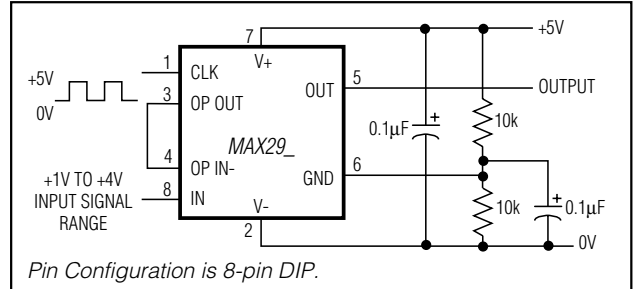 7
+5V
V+
1
CLK
+5V
0V
3
OP OUT
OUT
5
OUTPUT
0.1µF
+
10k
MAX29_
4
OP IN-
GND
6
+1V TO +4V
INPUT SIGNAL
RANGE
8
IN
V-
2
10k
+
0.1µF
0V
Pin Configuration is 8-pin DIP.